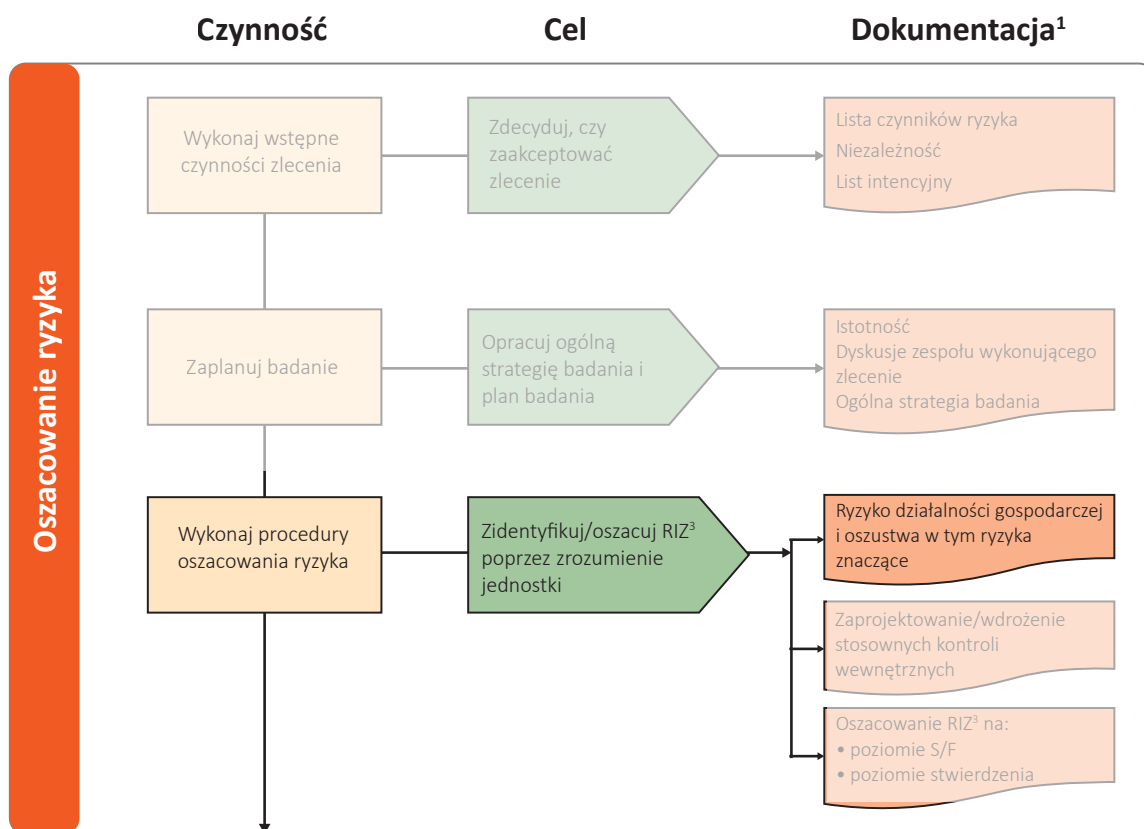 Czynność
Cel
Dokumentacja¹
Oszacowanie ryzyka
Wykonaj wstępne
czynności zlecenia
Zdecyduj, czy
zaakceptować
zlecenie
Lista czynników ryzyka
Niezależność
List intencyjny
Zaplanuj badanie
Opracuj ogólną
strategię badania i
plan badania
Istotność
Dyskusje zespołu wykonującego
zlecenie
Ogólna strategia badania
Wykonaj procedury
oszacowania ryzyka
Zidentyfikuj/oszacuj RIZ³
poprzez zrozumienie
jednostki
Ryzyko działalności gospodarczej
i oszustwa w tym ryzyka
znaczące
Zaprojektowanie/wdrożenie
stosownych kontroli
wewnętrznych
Oszacowanie RIZ³ na:
• poziomie S/F
• poziomie stwierdzenia